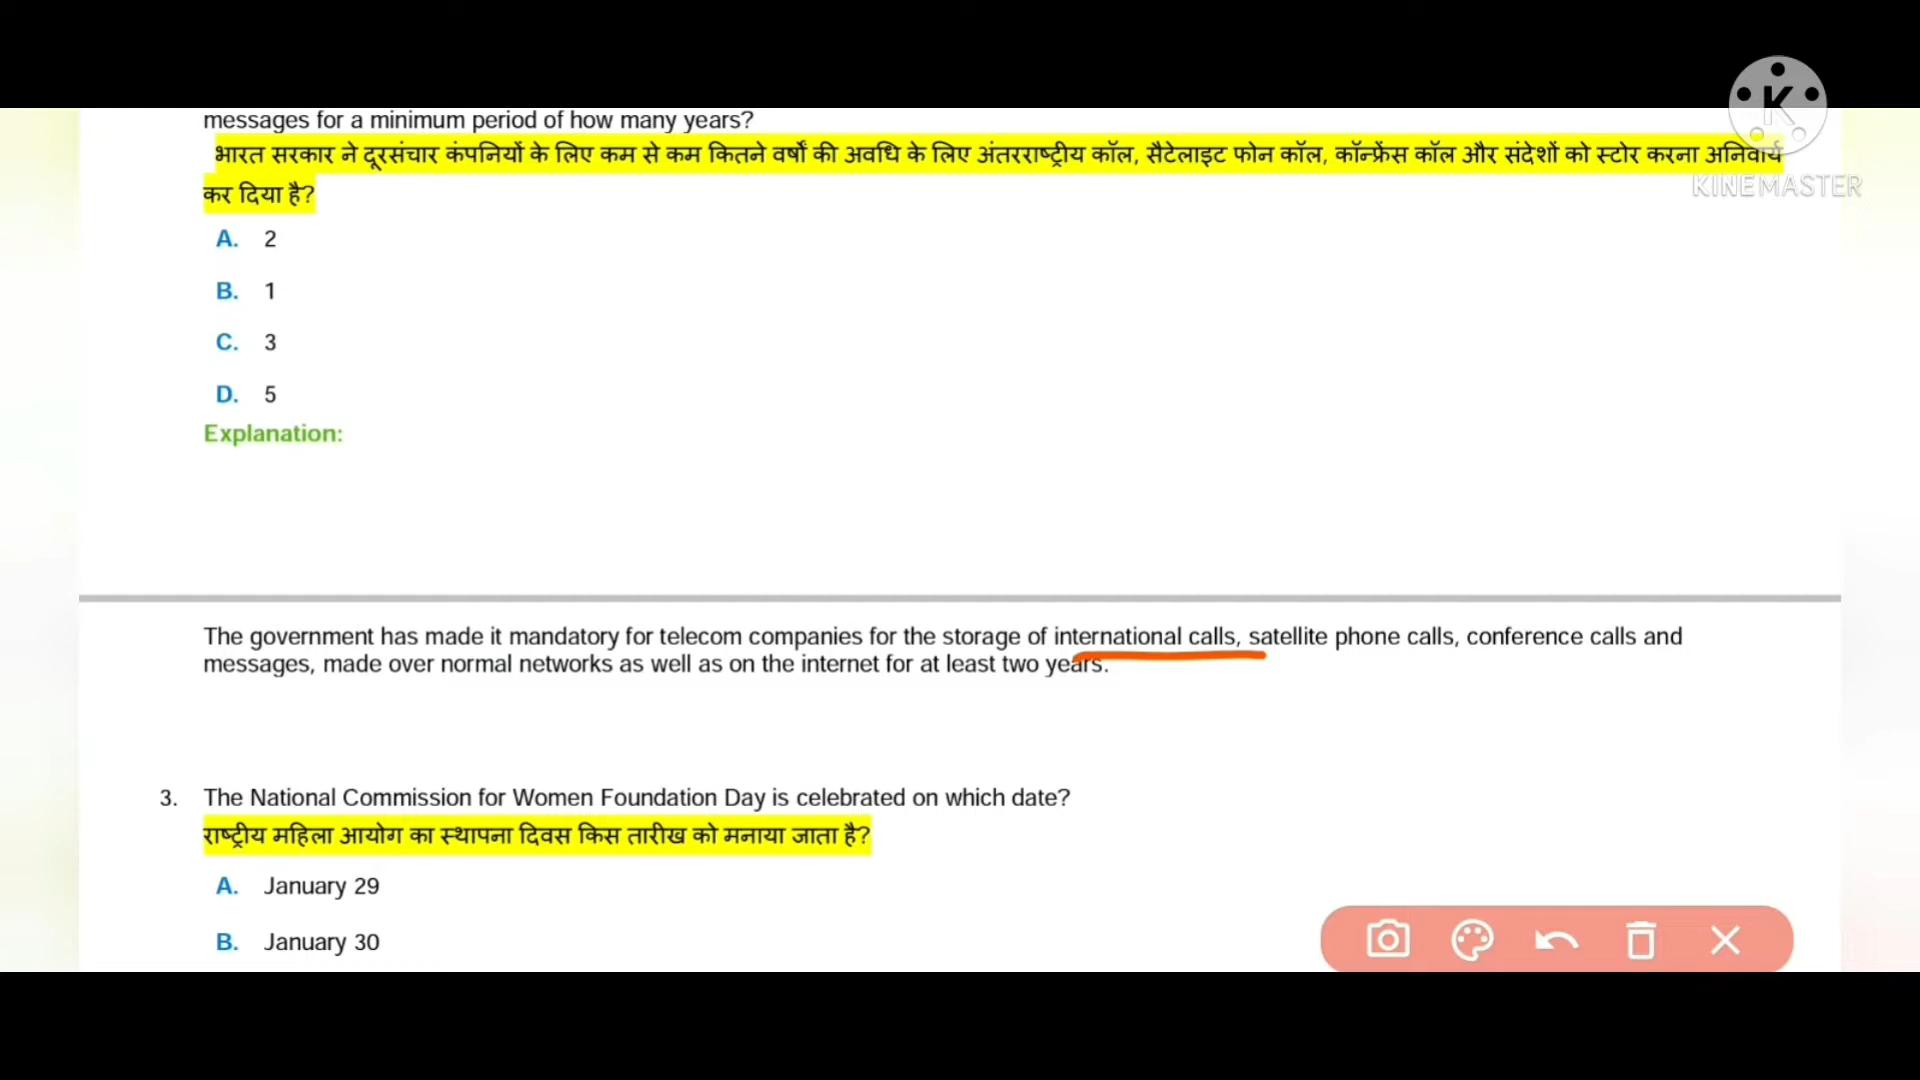 K
KINEMASTER
messages for a minimum period of how many years?
भारत सरकार ने दूरसंचार कंपनियों के लिए कम से कम कितने वर्षों की अवधि के लिए अंतरराष्ट्रीय कॉल, सैटेलाइट फोन कॉल, कॉन्फ्रेंस कॉल और संदेशों को स्टोर करना अनिवार्य
कर दिया है?
A. 2
B. 1
C. 3
D. 5
Explanation:
The government has made it mandatory for telecom companies for the storage of international calls, satellite phone calls, conference calls and
messages, made over normal networks as well as on the internet for at least two years.
3. The National Commission for Women Foundation Day is celebrated on which date?
राष्ट्रीय महिला आयोग का स्थापना दिवस किस तारीख को मनाया जाता है?
A. January 29
B. January 30